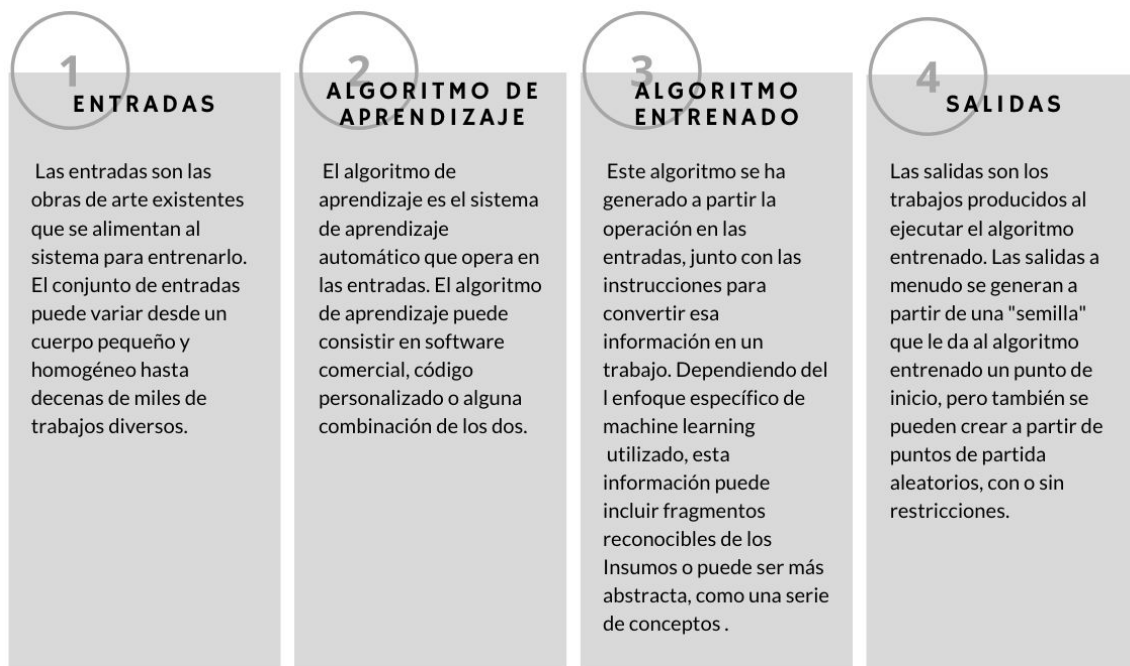 1
ENTRADAS
Las entradas son las
obras de arte existentes
que se alimentan al
sistema para entrenarlo.
El conjunto de entradas
puede variar desde un
cuerpo pequeño y
homogéneo hasta
decenas de miles de
trabajos diversos.
2
ALGORITMO DE
APRENDIZAJE
El algoritmo de
aprendizaje es el sistema
de aprendizaje
automático que opera en
las entradas. El algoritmo
de aprendizaje puede
consistir en software
comercial, código
personalizado o alguna
combinación de los dos.
3
ALGORITMO
ENTRENADO
Este algoritmo se ha
generado a partir la
operación en las
entradas, junto con las
instrucciones para
convertir esa
información en un
trabajo. Dependiendo del
l enfoque específico de
machine learning
utilizado, esta
información puede
incluir fragmentos
reconocibles de los
Insumos o puede ser más
abstracta, como una serie
de conceptos .
4
SALIDAS
Las salidas son los
trabajos producidos al
ejecutar el algoritmo
entrenado. Las salidas a
menudo se generan a
partir de una "semilla"
que le da al algoritmo
entrenado un punto de
inicio, pero también se
pueden crear a partir de
puntos de partida
aleatorios, con o sin
restricciones.